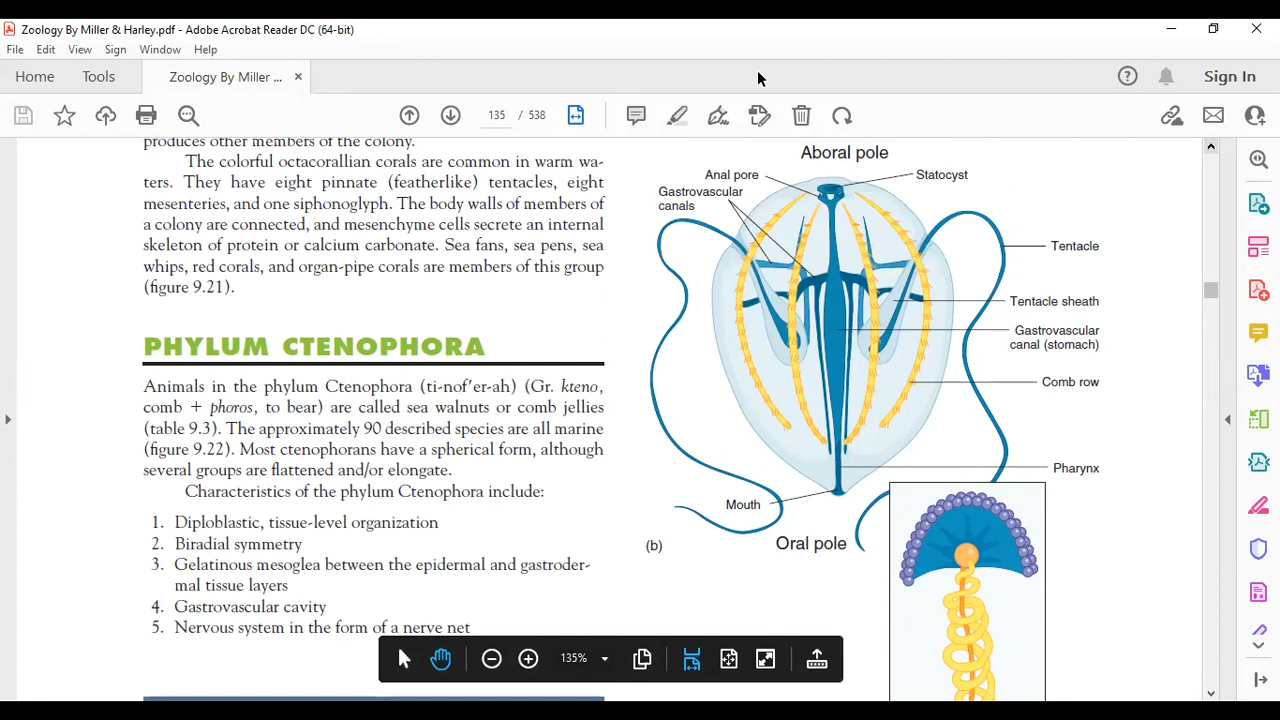 Zoology By Miller & Harley.pdf - Adobe Acrobat Reader DC (64-bit)
File Edit View Sign Window Help
Home Tools Zoology By Miller ... × Sign In
135 / 538
produces other members of the colony.
The colorful octacorallian corals are common in warm wa-
ters. They have eight pinnate (featherlike) tentacles, eight
mesenteries, and one siphonoglyph. The body walls of members of
a colony are connected, and mesenchyme cells secrete an internal
skeleton of protein or calcium carbonate. Sea fans, sea pens, sea
whips, red corals, and organ-pipe corals are members of this group
(figure 9.21).
PHYLUM CTENOPHORA
Animals in the phylum Ctenophora (ti-nof′er-ah) (Gr. kteno,
comb + phoros, to bear) are called sea walnuts or comb jellies
(table 9.3). The approximately 90 described species are all marine
(figure 9.22). Most ctenophorans have a spherical form, although
several groups are flattened and/or elongate.
Characteristics of the phylum Ctenophora include:
1. Diploblastic, tissue-level organization
2. Biradial symmetry
3. Gelatinous mesoglea between the epidermal and gastroder-
mal tissue layers
4. Gastrovascular cavity
5. Nervous system in the form of a nerve net
Aboral pole
Anal pore
Statocyst
Gastrovascular
canals
Tentacle
Tentacle sheath
Gastrovascular
canal (stomach)
Comb row
Pharynx
Mouth
(b)
Oral pole
135%